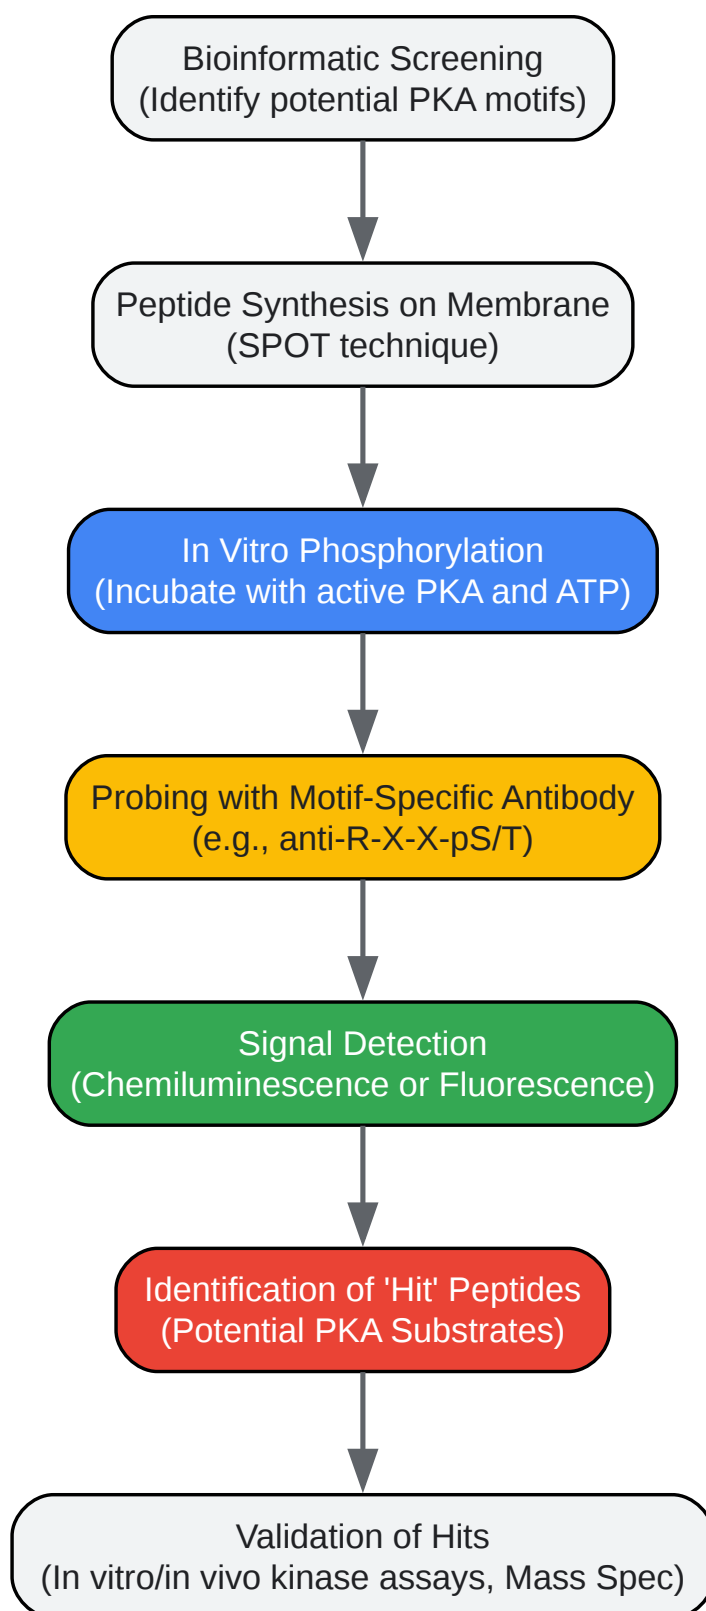 Bioinformatic Screening
(Identify potential PKA motifs)
Peptide Synthesis on Membrane
(SPOT technique)
In Vitro Phosphorylation
(Incubate with active PKA and ATP)
Probing with Motif-Specific Antibody
(e.g., anti-R-X-X-pS/T)
Signal Detection
(Chemiluminescence or Fluorescence)
Identification of 'Hit' Peptides
(Potential PKA Substrates)
Validation of Hits
(In vitro/in vivo kinase assays, Mass Spec)